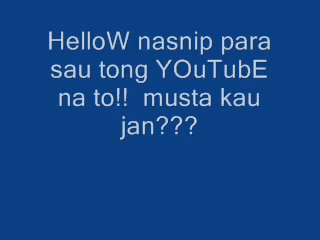 HelloW nasnip para
sau tong YOuTubE
na to!!  musta kau
jan???